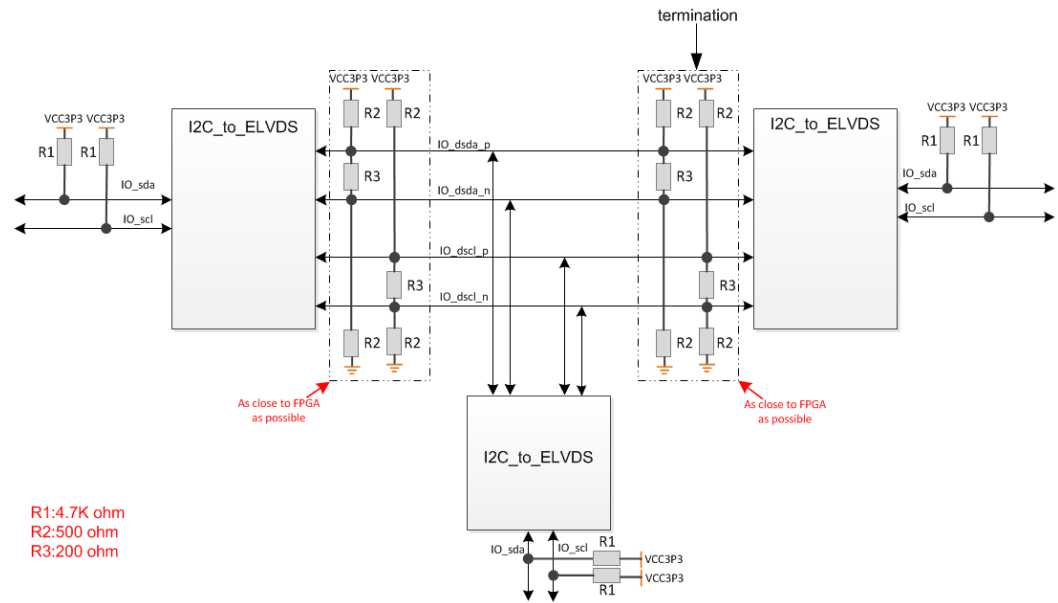 termination
VCC3P3 VCC3P3
VCC3P3 VCC3P3
R2 R2
R2 R2
VCC3P3 VCC3P3
VCC3P3 VCC3P3
I2C_to_ELVDS
I2C_to_ELVDS
R1 R1
R1 R1
IO_dsda_p
R3
R3
IO_sda
IO_dsda_n
IO_sda
IO_scl
IO_scl
IO_dscl_p
R3
R3
IO_dscl_n
R2 R2
R2 R2
As close to FPGA
as possible
As close to FPGA
as possible
I2C_to_ELVDS
R1:4.7K ohm
R2:500 ohm
R3:200 ohm
IO_sda
IO_scl
R1
VCC3P3
VCC3P3
R1